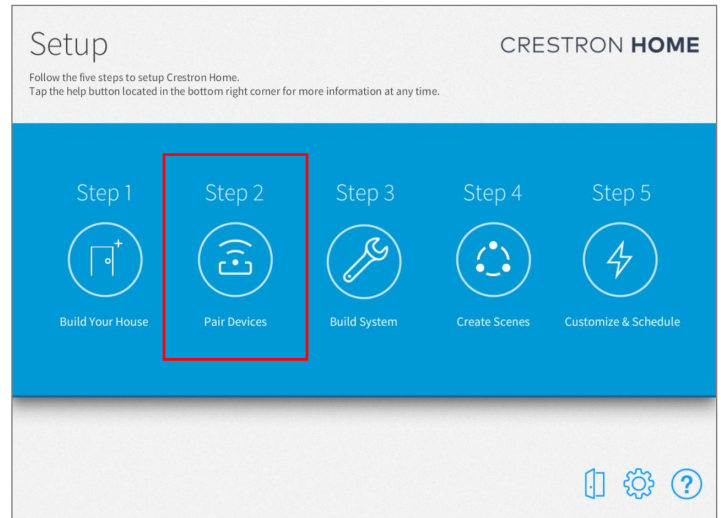 Setup
CRESTRON HOME
Follow the five steps to setup Crestron Home.
Tap the help button located in the bottom right corner for more information at any time.
Step 1
Step 2
Step 3
Step 4
Step 5
Build Your House
Pair Devices
Build System
Create Scenes
Customize & Schedule
?